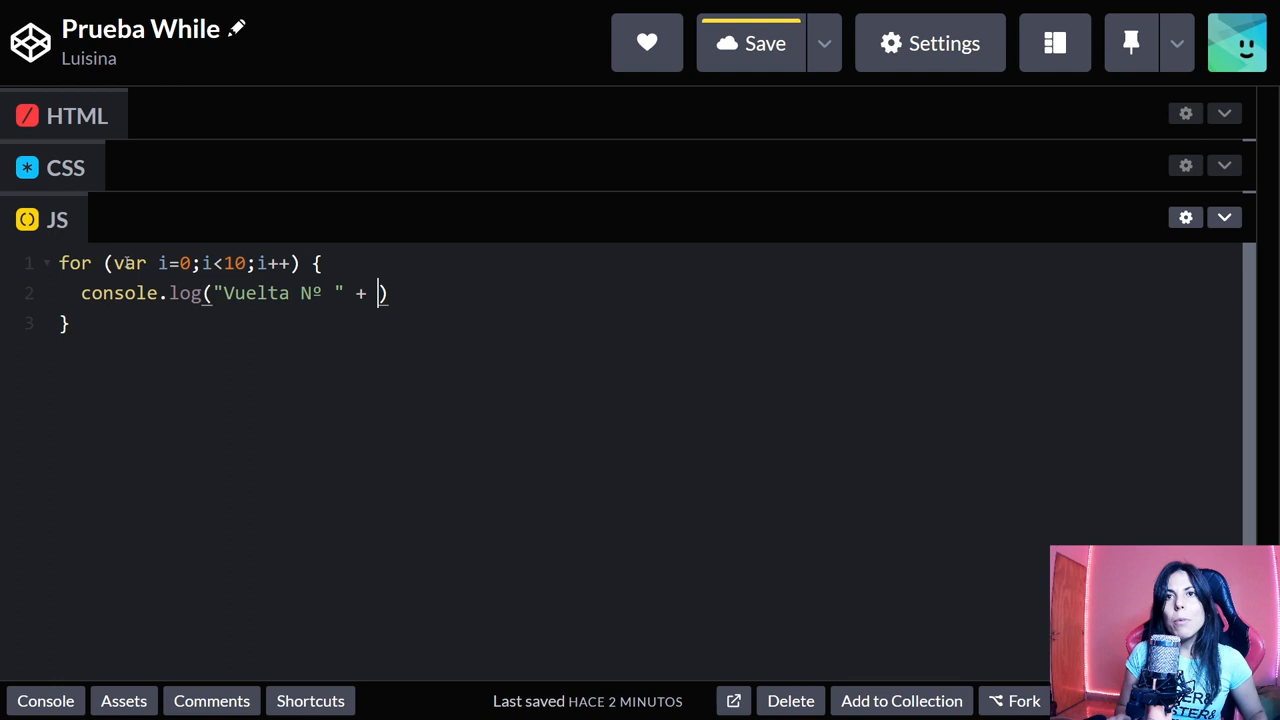 Prueba While
Luisina
Save
Settings
HTML
CSS
JS
1 for (var i=0;i<10;i++) {
2 console.log("Vuelta Nº " + )
3 }
Console
Assets
Comments
Shortcuts
Last saved HACE 2 MINUTOS
Delete
Add to Collection
Fork